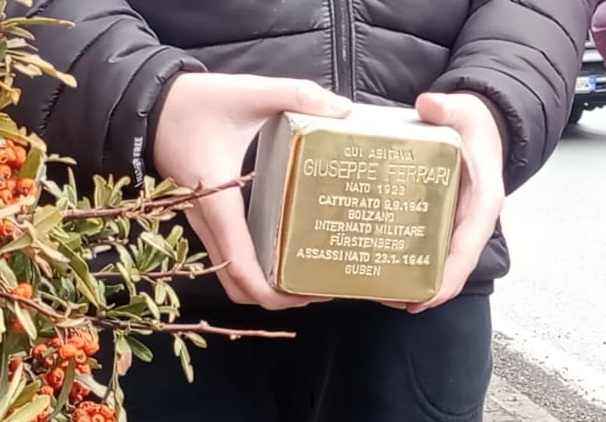 QUI ABITAVA
GIUSEPPE FERRARI
NATO 1923
CATTURATO 9.9.1943
BOLZANO
INTERNATO MILITARE
FÜRSTENBERG
ASSASSINATO 23.1.1944
GUBEN